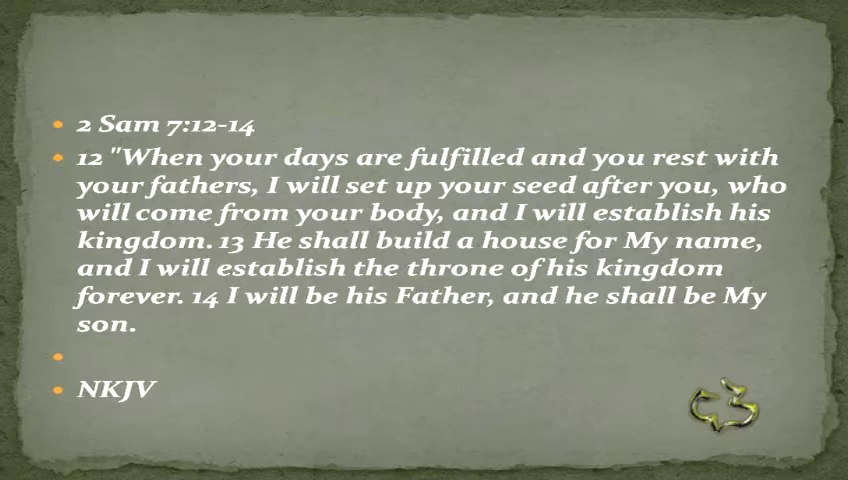 2 Sam 7:12-14
12 "When your days are fulfilled and you rest with
your fathers, I will set up your seed after you, who
will come from your body, and I will establish his
kingdom. 13 He shall build a house for My name,
and I will establish the throne of his kingdom
forever. 14 I will be his Father, and he shall be My
son.
NKJV